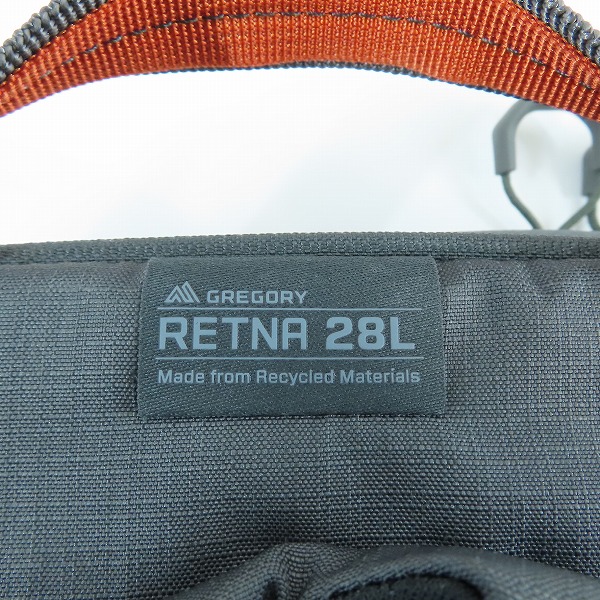 GREGORY
RETNA 28L
Made from Recycled Materials